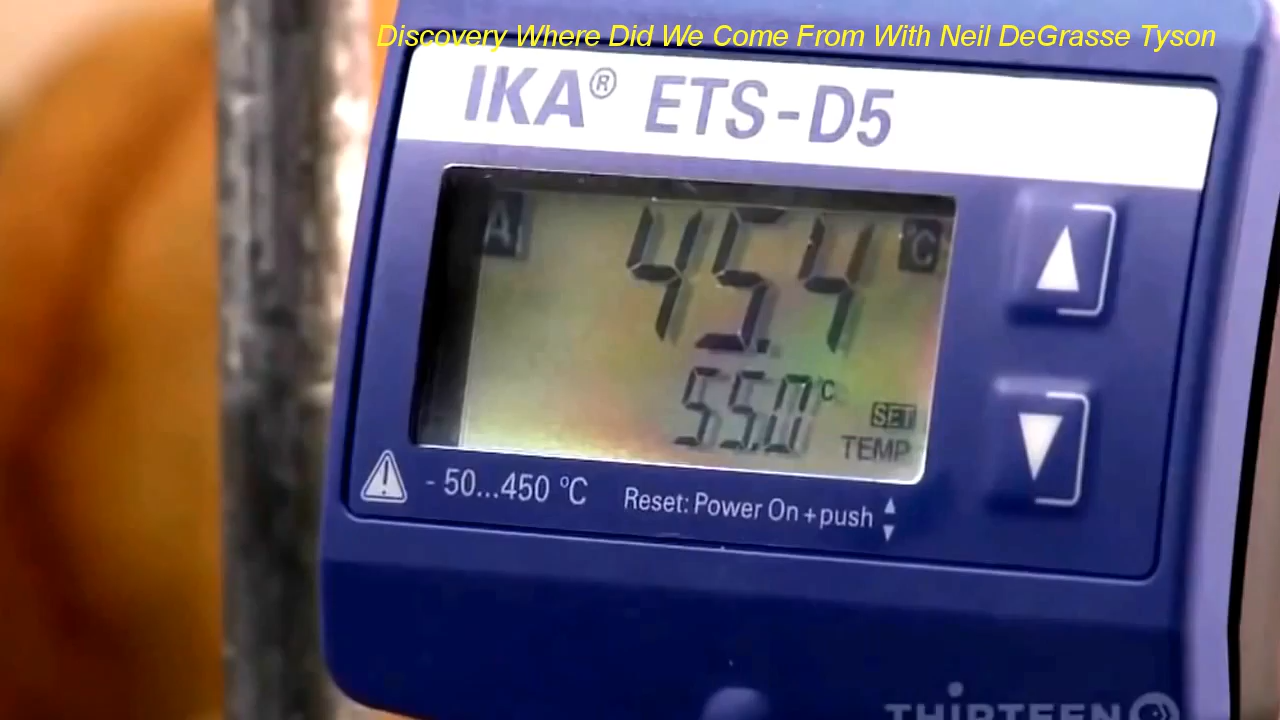 Discovery Where Did We Come From With Neil DeGrasse Tyson
IKA® ETS-D5
A 45.4 °C
55.0 °C SET
TEMP
- 50...450 °C Reset: Power On + push
THIRTEEN